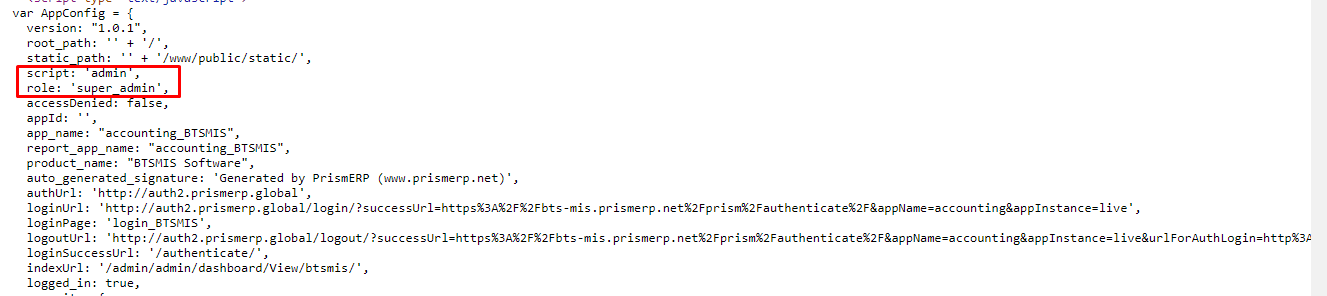 var AppConfig = {
version: "1.0.1",
root_path: '' + '/',
static_path: '' + '/www/public/static/',
script: 'admin',
role: 'super_admin',
accessDenied: false,
appId: '',
app_name: "accounting_BTSMIS",
report_app_name: "accounting_BTSMIS",
product_name: "BTSMIS Software",
auto_generated_signature: 'Generated by PrismERP (www.prismerp.net)',
authUrl: 'http://auth2.prismerp.global',
loginUrl: 'http://auth2.prismerp.global/login/?successUrl=https%3A%2F%2Fbts-mis.prismerp.net%2Fprism%2Fauthenticate%2F&appName=accounting&appInstance=live',
loginPage: 'login_BTSMIS',
logoutUrl: 'http://auth2.prismerp.global/logout/?successUrl=https%3A%2F%2Fbts-mis.prismerp.net%2Fprism%2Fauthenticate%2F&appName=accounting&appInstance=live&urlForAuthLogin=http%3A
loginSuccessUrl: '/authenticate/',
indexUrl: '/admin/admin/dashboard/View/btsmis/',
logged_in: true,